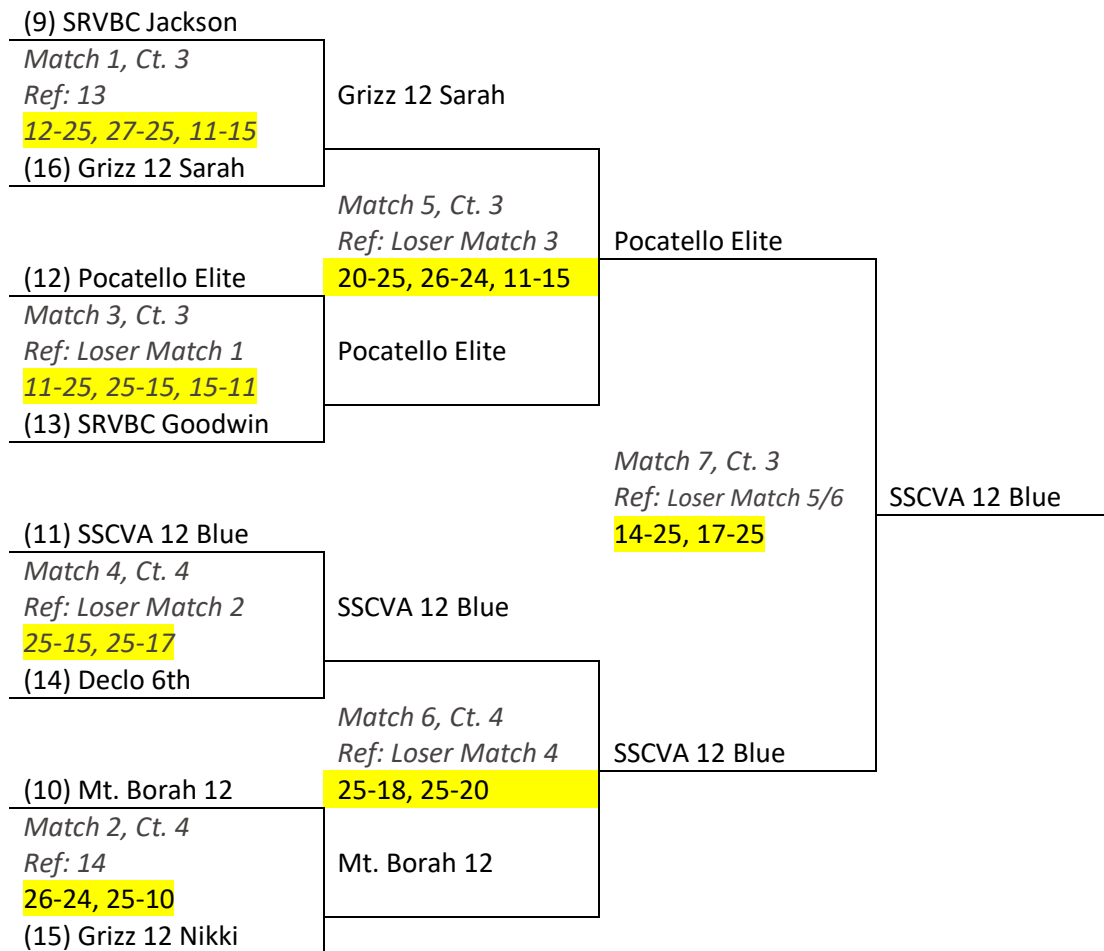 (9) SRVBC Jackson
Match 1, Ct. 3
Ref: 13
12-25, 27-25, 11-15
(16) Grizz 12 Sarah
Grizz 12 Sarah
Match 5, Ct. 3
Ref: Loser Match 3
20-25, 26-24, 11-15
(12) Pocatello Elite
Match 3, Ct. 3
Ref: Loser Match 1
11-25, 25-15, 15-11
(13) SRVBC Goodwin
Pocatello Elite
Pocatello Elite
Match 7, Ct. 3
Ref: Loser Match 5/6
14-25, 17-25
SSCVA 12 Blue
(11) SSCVA 12 Blue
Match 4, Ct. 4
Ref: Loser Match 2
25-15, 25-17
(14) Declo 6th
SSCVA 12 Blue
Match 6, Ct. 4
Ref: Loser Match 4
25-18, 25-20
SSCVA 12 Blue
(10) Mt. Borah 12
Match 2, Ct. 4
Ref: 14
26-24, 25-10
(15) Grizz 12 Nikki
Mt. Borah 12